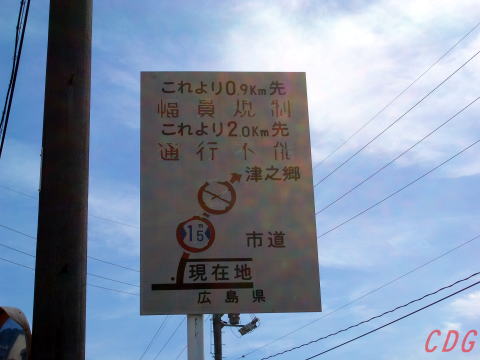 これより0.9Km先
幅員規制
これより2.0Km先
通行不能
津之郷
1.5
市道
現在地
広島県
CDG